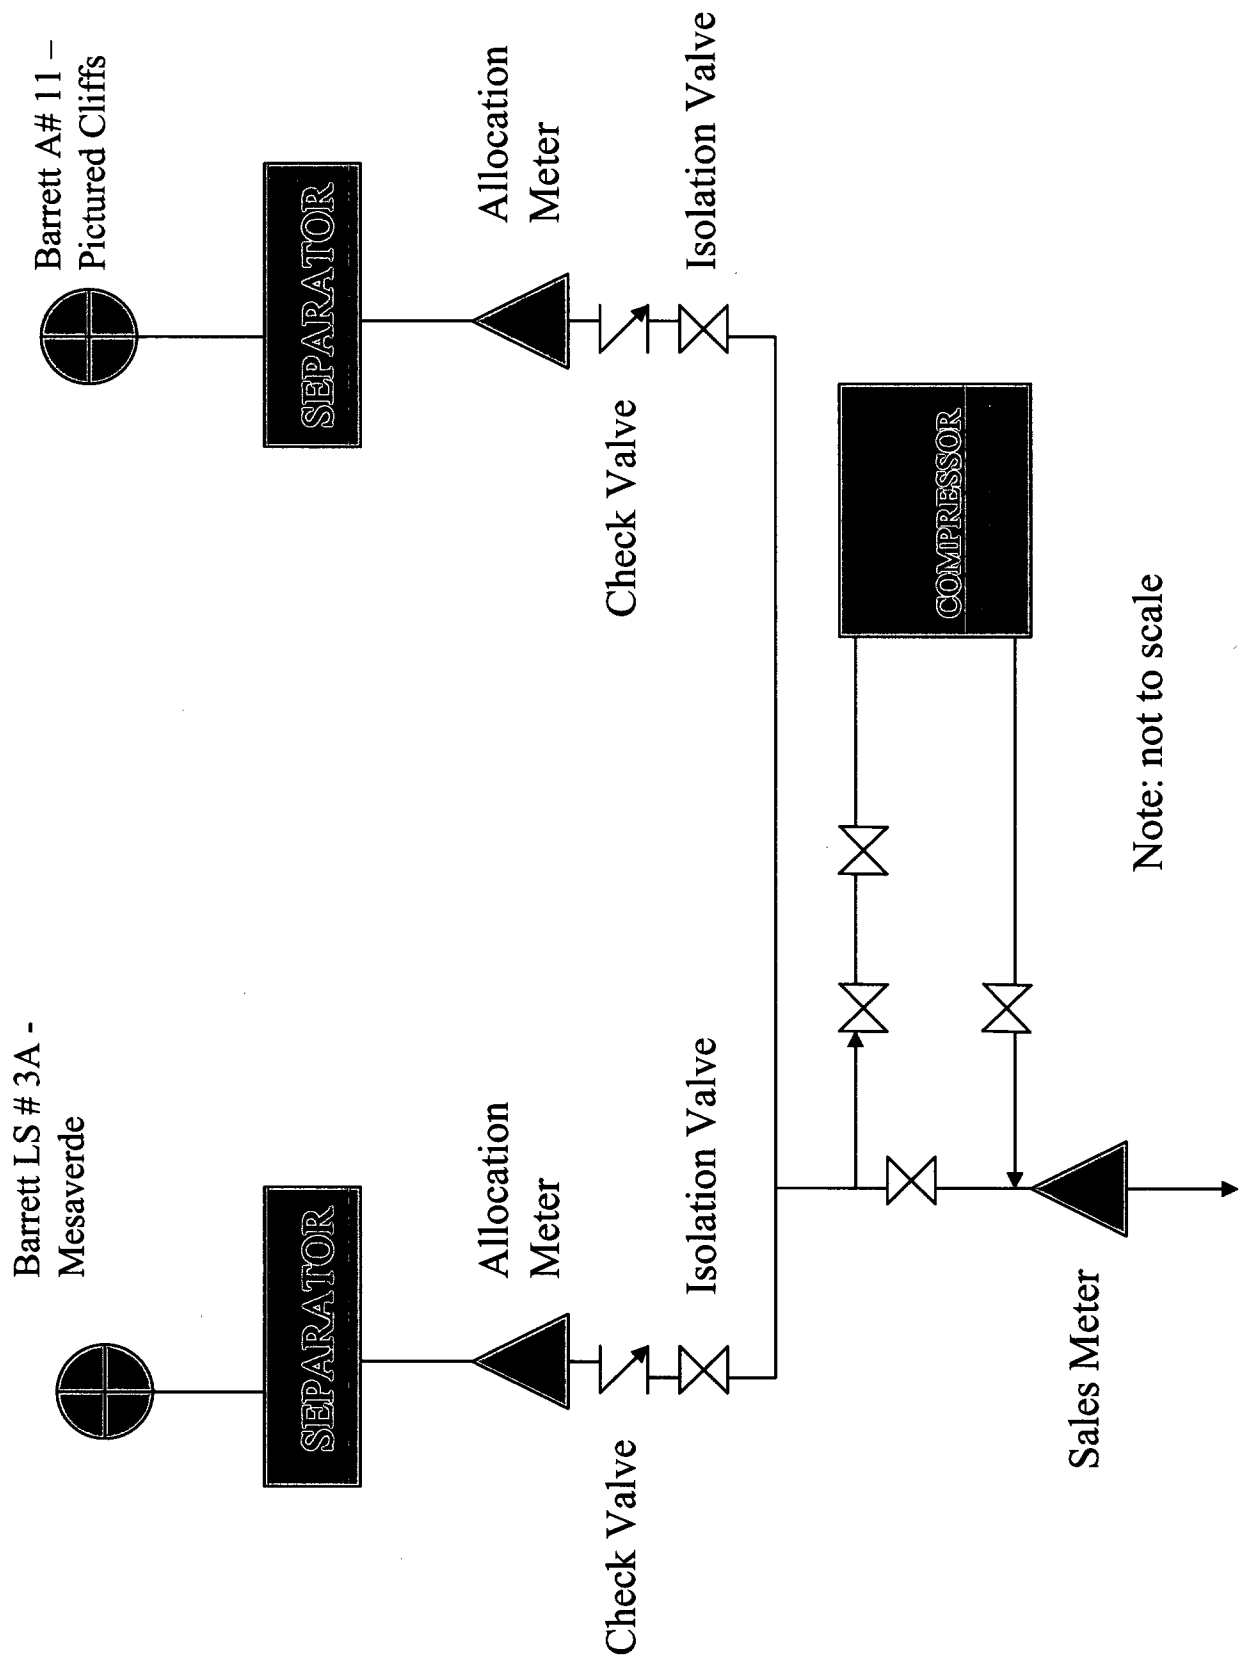 Barrett LS # 3A -
Mesaverde
SEPARATOR
Allocation
Meter
Check Valve
Isolation Valve
Sales Meter
Barrett A# 11 –
Pictured Cliffs
SEPARATOR
Allocation
Meter
Check Valve
Isolation Valve
COMPRESSOR
Note: not to scale